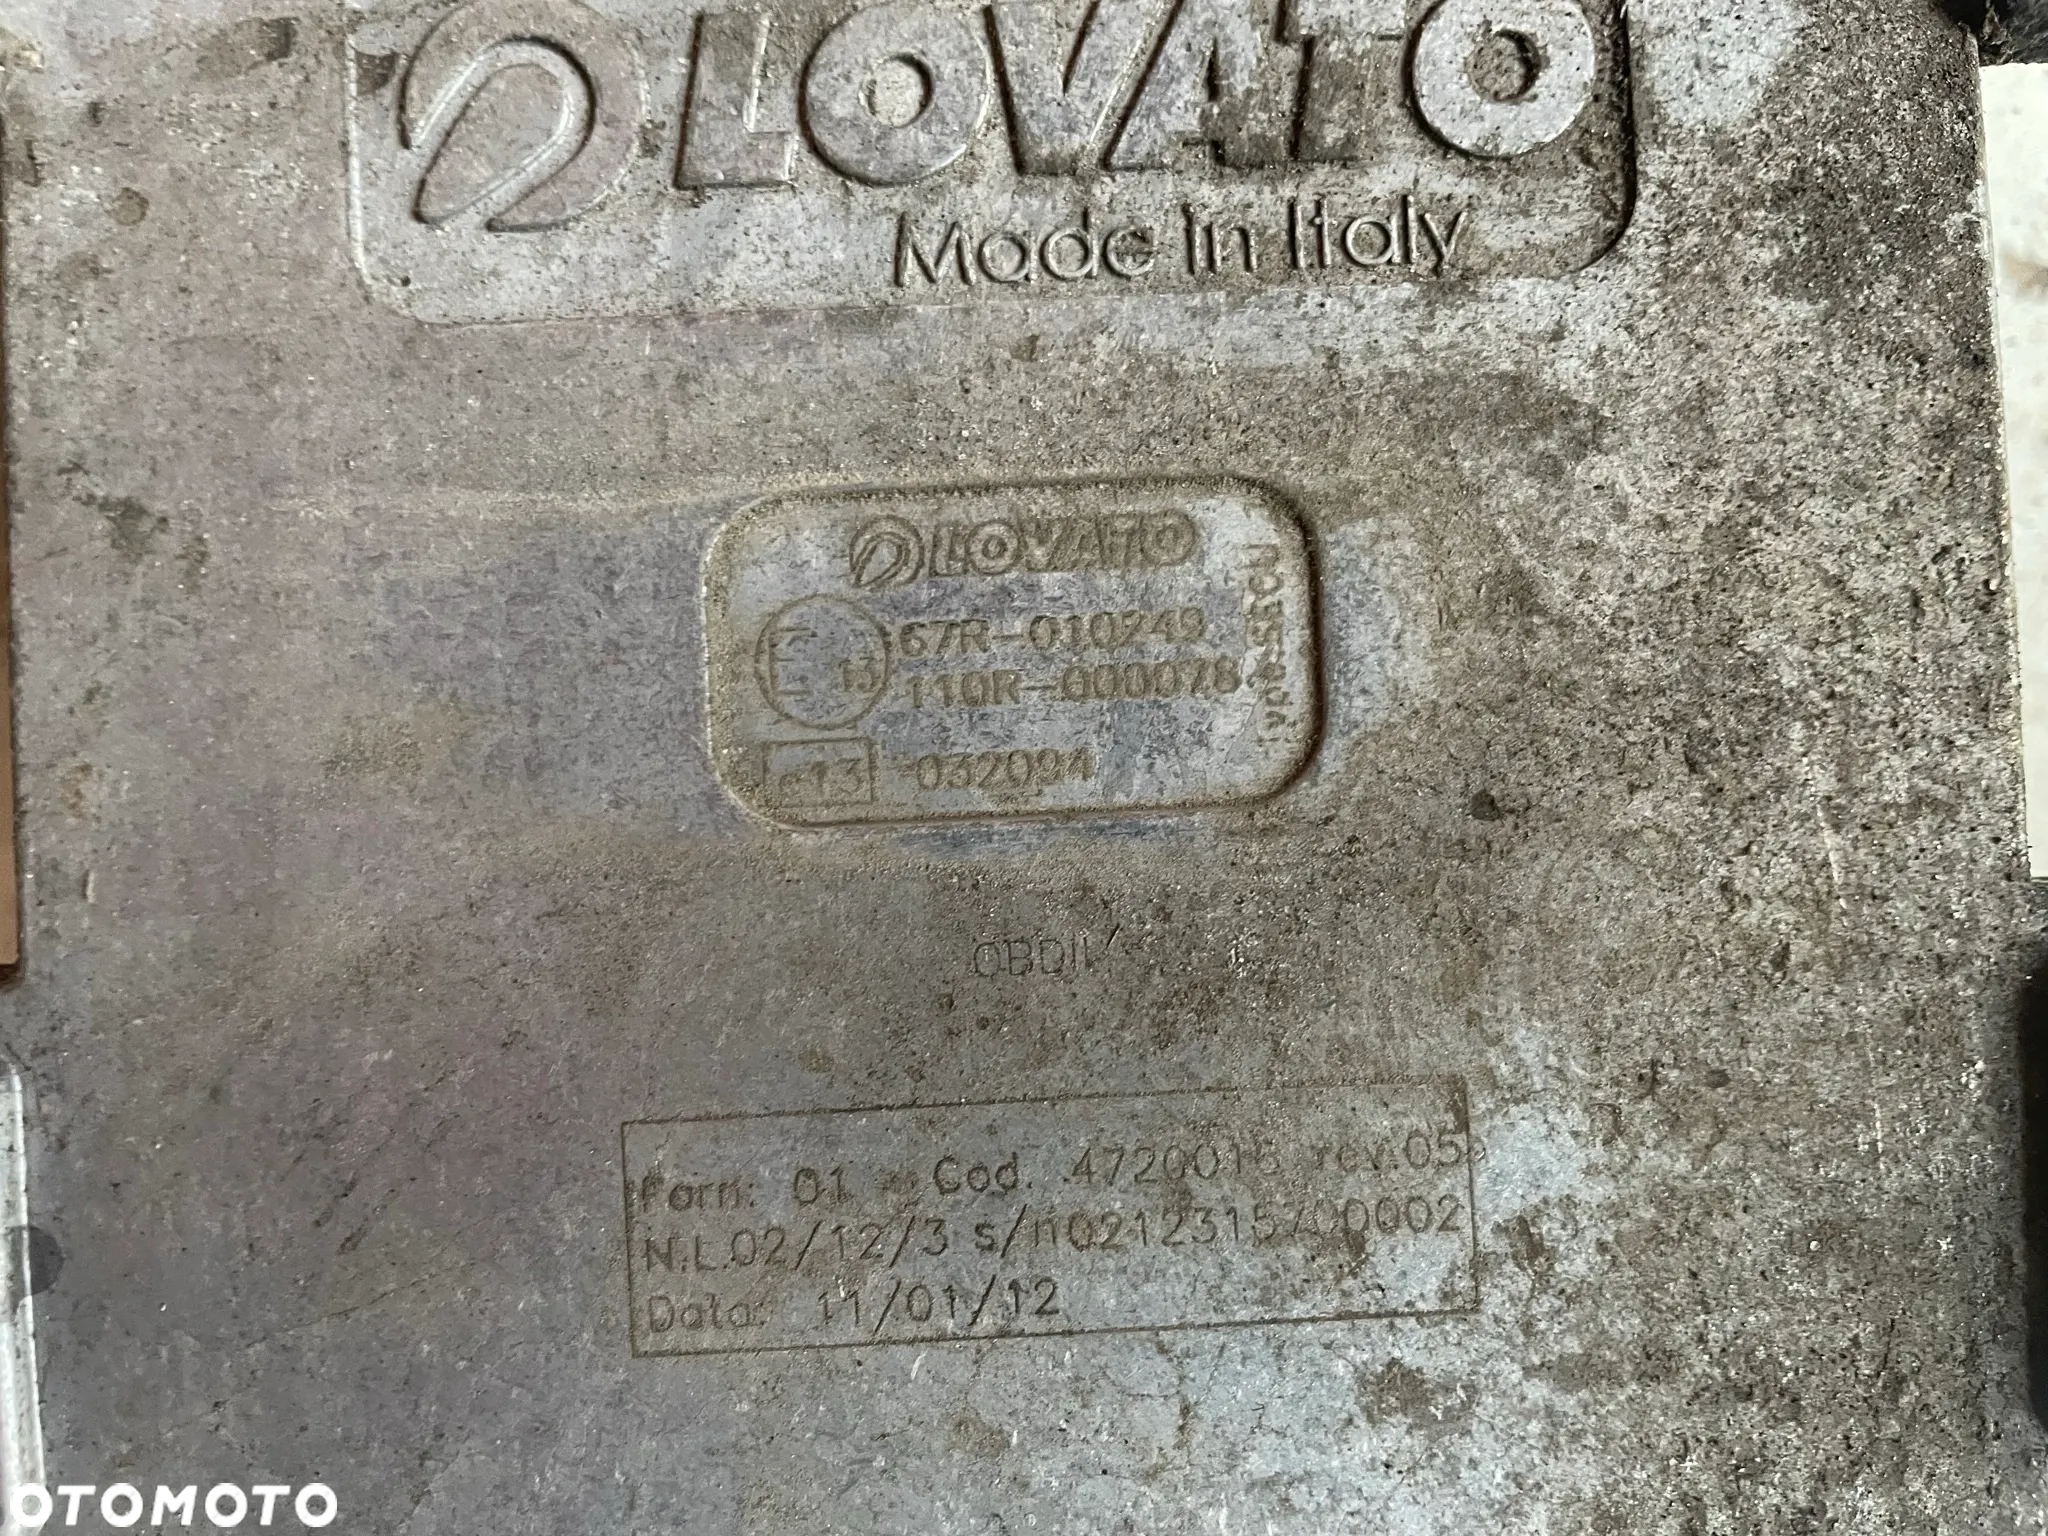 LOVATO
Made in Italy
LOVATO
E 13 67R-010249
110R-000078
e13 032094
OBDII
Forn: 01 Cod. 4720016 rev.05
N.L.02/12/3 s/n0212315700002
Data: 11/01/12
OTOMOTO